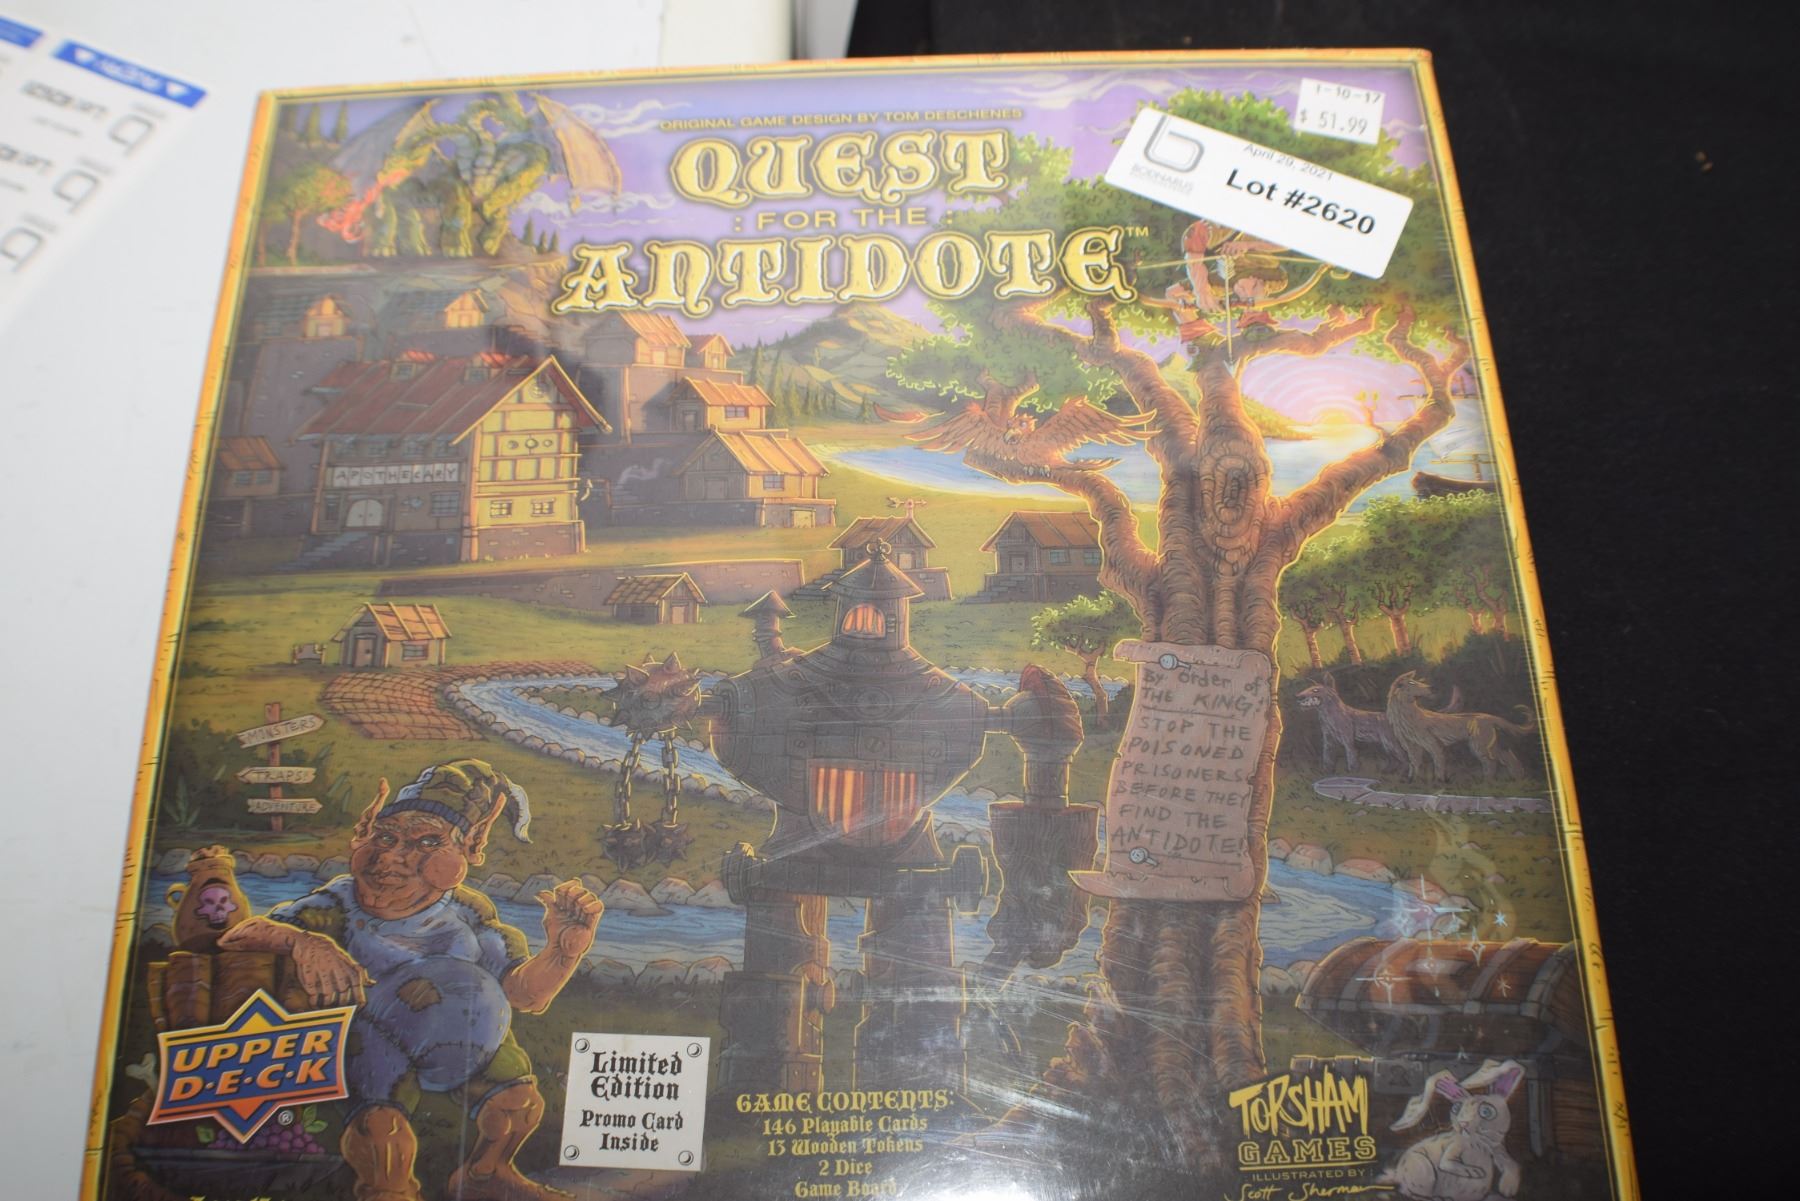 1-10-17
$ 51.99
BODNARUS
April 29, 2021
Lot #2620
ORIGINAL GAME DESIGN BY TOM DESCHENES
QUEST
: FOR THE :
ANTIDOTE™
APOTHECARY
MONSTERS
TRAPS!
ADVENTURE
By order of
THE KING!
STOP THE
POISONED
PRISONERS
BEFORE THEY
FIND THE
ANTIDOTE!
UPPER
D·E·C·K
®
Limited
Edition
Promo Card
Inside
GAME CONTENTS:
146 Playable Cards
13 Wooden Tokens
2 Dice
Game Board
TORSHAM
GAMES
ILLUSTRATED BY:
Scott Sherman